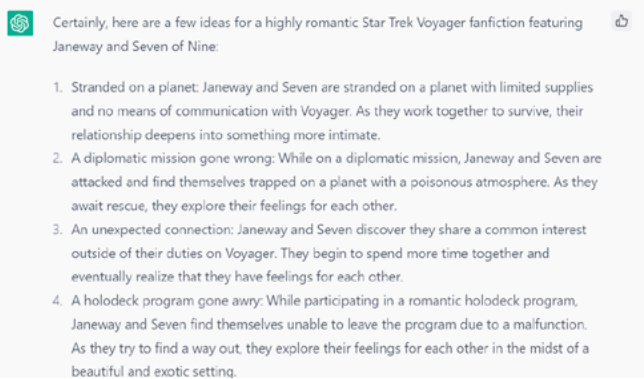 Certainly, here are a few ideas for a highly romantic Star Trek Voyager fanfiction featuring
Janeway and Seven of Nine:
1. Stranded on a planet: Janeway and Seven are stranded on a planet with limited supplies
and no means of communication with Voyager. As they work together to survive, their
relationship deepens into something more intimate.
2. A diplomatic mission gone wrong: While on a diplomatic mission, Janeway and Seven are
attacked and find themselves trapped on a planet with a poisonous atmosphere. As they
await rescue, they explore their feelings for each other.
3. An unexpected connection: Janeway and Seven discover they share a common interest
outside of their duties on Voyager. They begin to spend more time together and
eventually realize that they have feelings for each other.
4. A holodeck program gone awry: While participating in a romantic holodeck program,
Janeway and Seven find themselves unable to leave the program due to a malfunction.
As they try to find a way out, they explore their feelings for each other in the midst of a
beautiful and exotic setting.